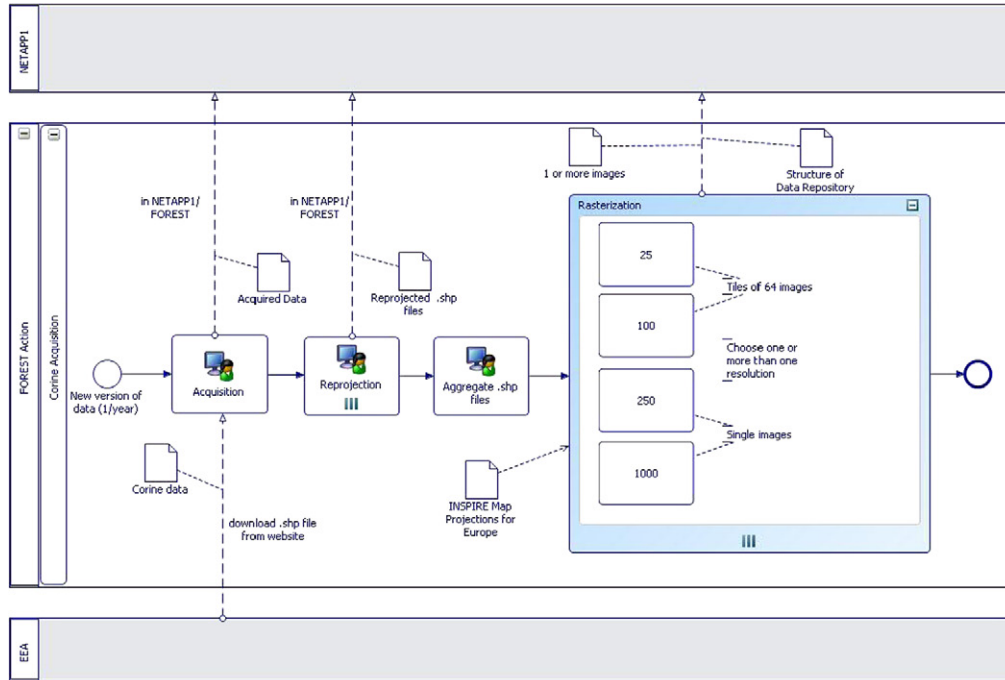 NETAPP1
FOREST Action
Corine Acquisition
1 or more images
Structure of
Data Repository
in NETAPP1/
FOREST
in NETAPP1/
FOREST
Acquired Data
Reprojected .shp
files
Rasterization
25
Tiles of 64 images
100
Choose one or
more than one
resolution
250
Single images
1000
New version of
data (1/year)
Acquisition
Reprojection
Aggregate .shp
files
Corine data
INSPIRE Map
Projections for
Europe
download .shp file
from website
EEA